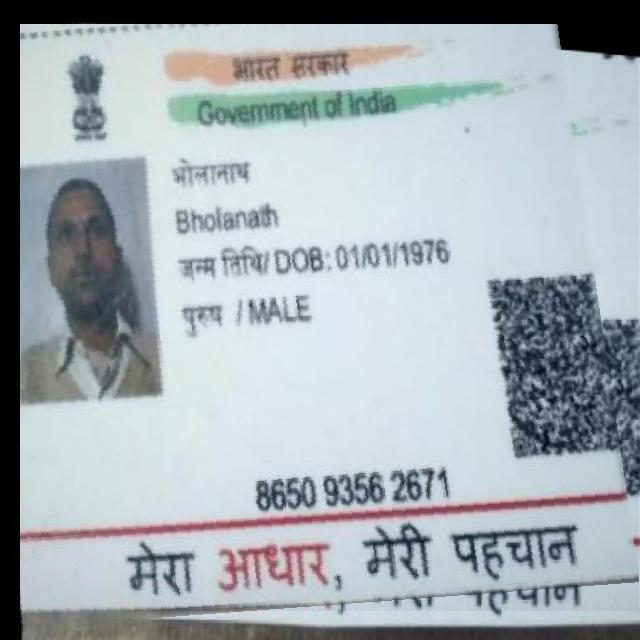 भारत सरकार
Government of India
भोलानाथ
Bholanath
जन्म तिथि/ DOB: 01/01/1976
पुरुष / MALE
8650 9356 2671
मेरा आधार, मेरी पहचान